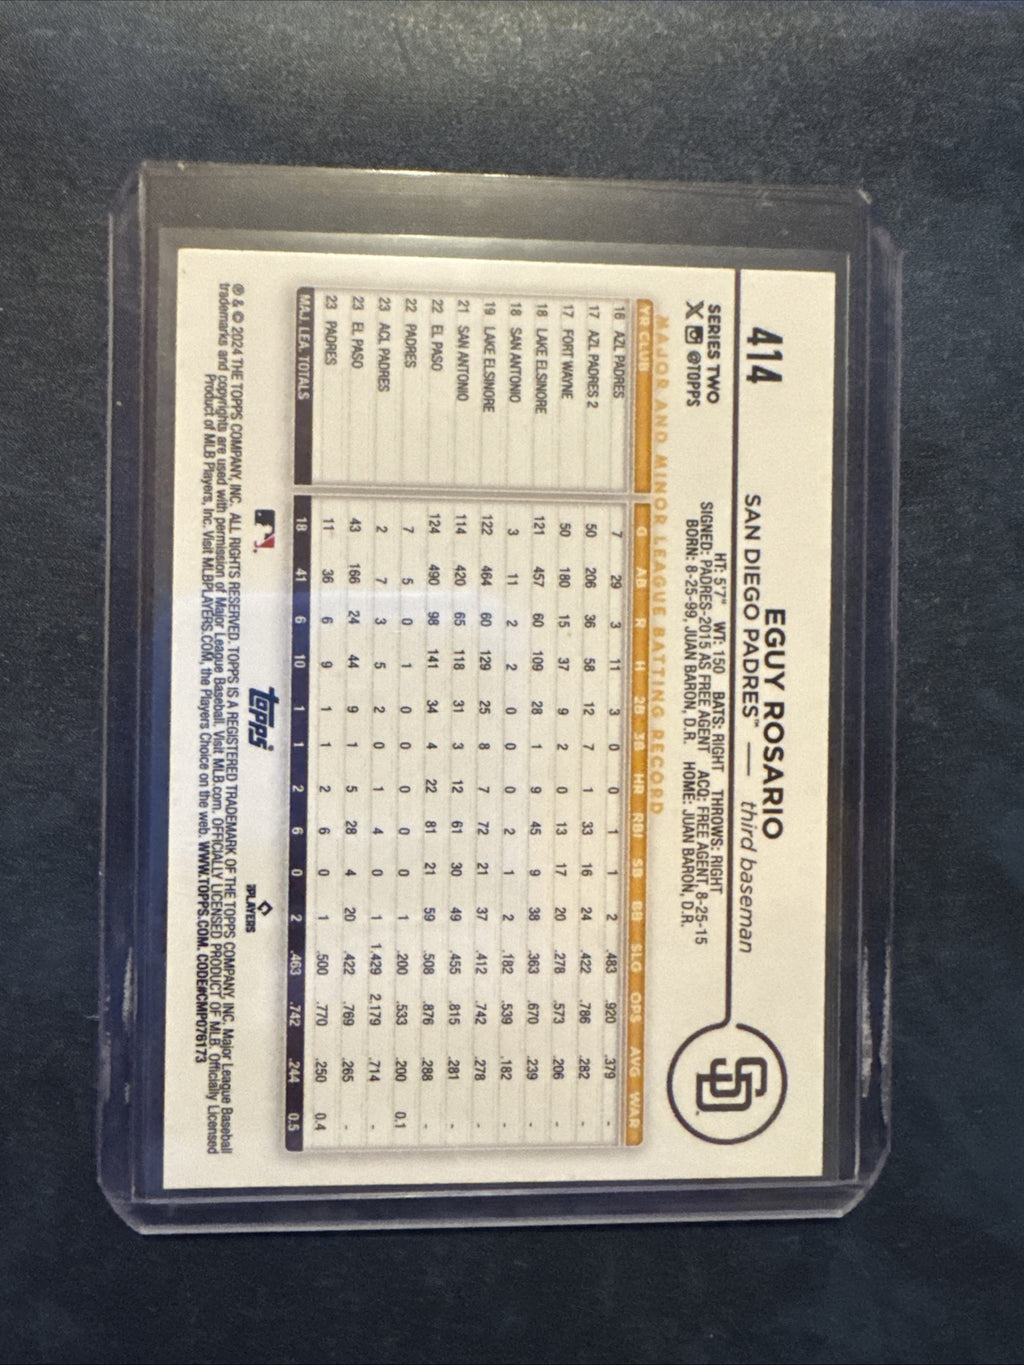 414
EGUY ROSARIO
SAN DIEGO PADRES™ — third baseman
SD
SERIES TWO
X @TOPPS
HT: 5'7" WT: 150 BATS: RIGHT THROWS: RIGHT
SIGNED: PADRES-2015 AS FREE AGENT ACQ: FREE AGENT 8-25-15
BORN: 8-25-99, JUAN BARON, D.R. HOME: JUAN BARON, D.R.
MAJOR AND MINOR LEAGUE BATTING RECORD
YR CLUB G AB R H 2B 3B HR RBI SB BB SLG OPS AVG WAR
16 AZL PADRES 7 29 3 11 3 0 0 1 1 2 .483 .920 .379 -
17 AZL PADRES 2 50 206 36 58 12 7 1 33 16 24 .422 .786 .282 -
17 FORT WAYNE 50 180 15 37 9 2 0 13 17 20 .278 .573 .206 -
18 LAKE ELSINORE 121 457 60 109 28 1 9 45 9 38 .363 .670 .239 -
18 SAN ANTONIO 3 11 2 2 0 0 0 2 1 2 .182 .539 .182 -
19 LAKE ELSINORE 122 464 60 129 25 8 7 72 21 37 .412 .742 .278 -
21 SAN ANTONIO 114 420 65 118 31 3 12 61 30 49 .455 .815 .281 -
22 EL PASO 124 490 98 141 34 4 22 81 21 59 .508 .876 .288 -
22 PADRES 7 5 0 1 0 0 0 0 0 1 .200 .533 .200 0.1
23 ACL PADRES 2 7 3 5 2 0 1 4 0 1 1.429 2.179 .714 -
23 EL PASO 43 166 24 44 9 1 5 28 4 20 .422 .769 .265 -
23 PADRES 11 36 6 9 1 1 2 6 0 1 .500 .770 .250 0.4
MAJ. LEA. TOTALS 18 41 6 10 1 1 2 6 0 2 .463 .742 .244 0.5
topps
PLAYERS
℗ & © 2024 THE TOPPS COMPANY, INC. ALL RIGHTS RESERVED. TOPPS IS A REGISTERED TRADEMARK OF THE TOPPS COMPANY, INC. Major League Baseball
trademarks and copyrights are used with permission of Major League Baseball. Visit MLB.com. OFFICIALLY LICENSED PRODUCT OF MLB. Officially Licensed
Product of MLB Players, Inc. Visit MLBPLAYERS.COM, the Players Choice on the web. WWW.TOPPS.COM. CODE#CMP076173